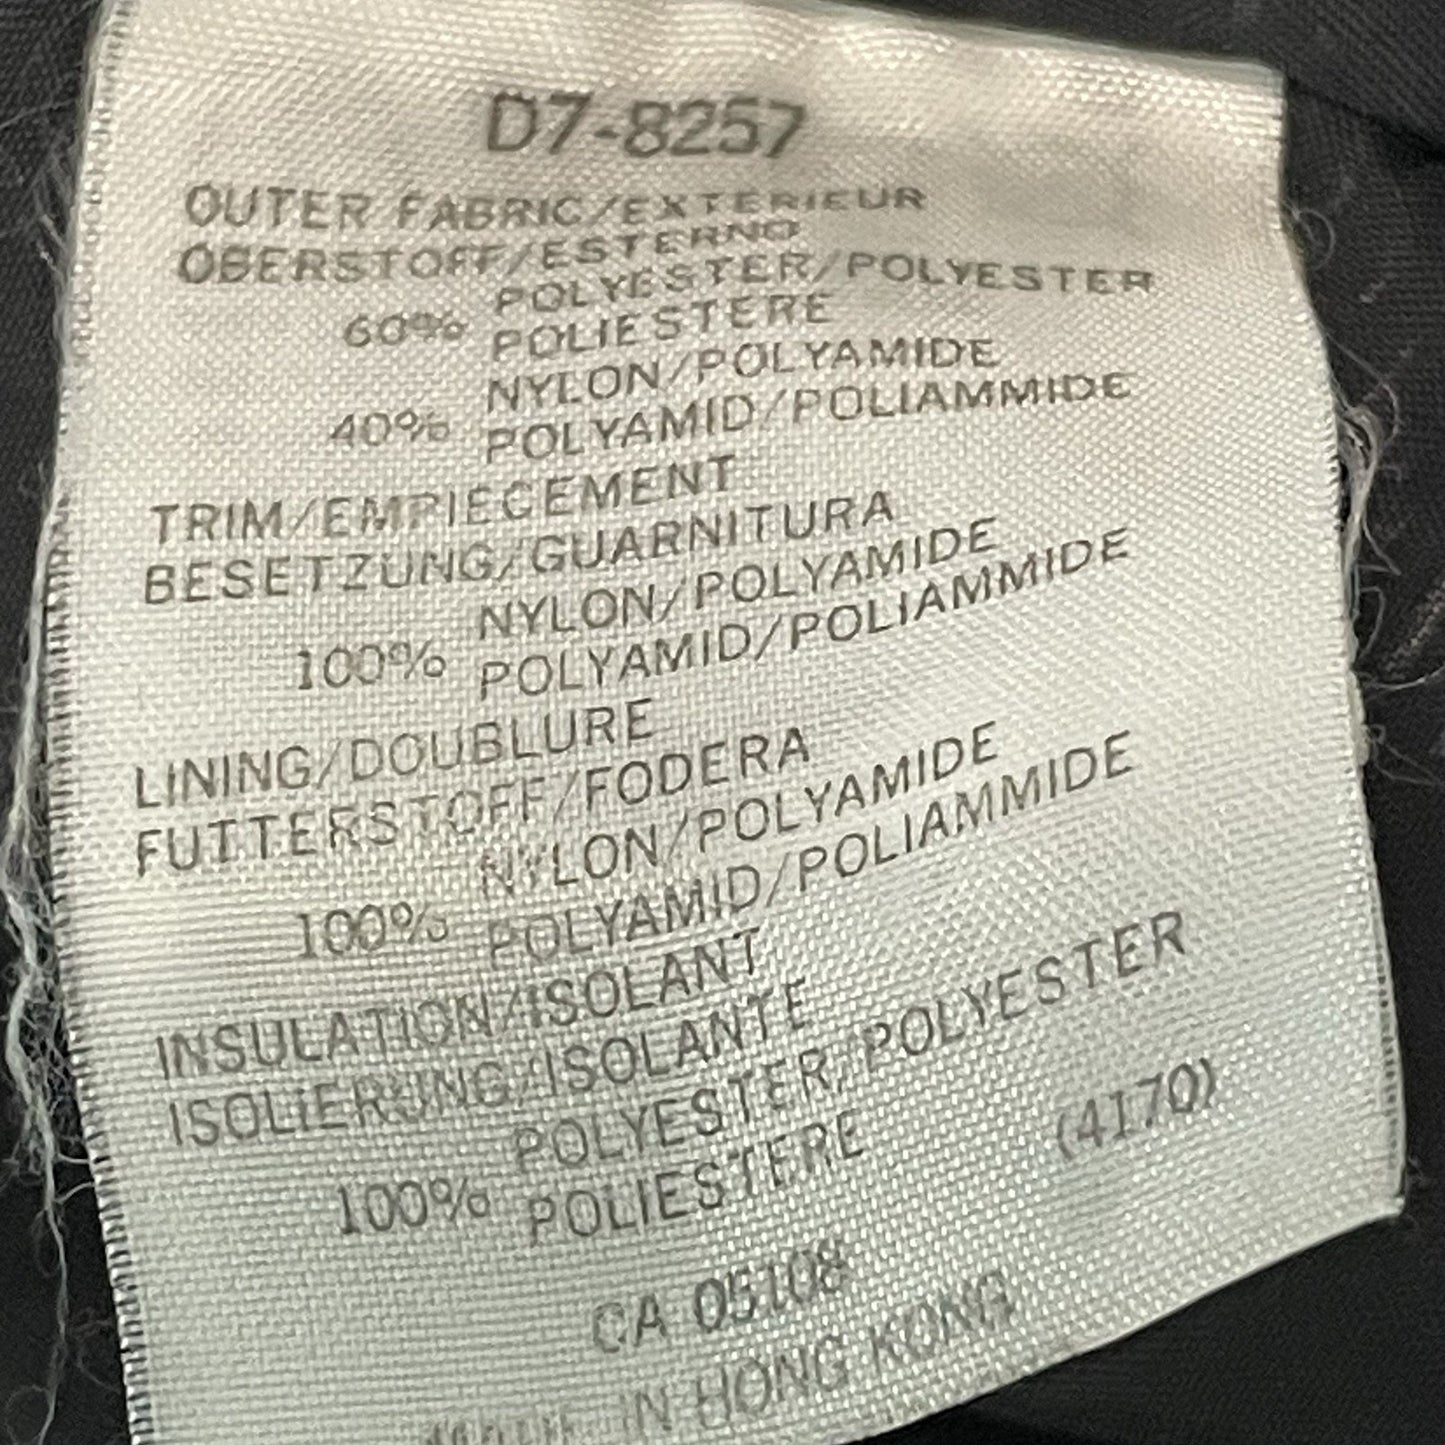 D7-8257
OUTER FABRIC/EXTERIEUR
OBERSTOFF/ESTERNO
POLYESTER/POLYESTER
60% POLIESTERE
NYLON/POLYAMIDE
40% POLYAMID/POLIAMMIDE
TRIM/EMPIECEMENT
BESETZUNG/GUARNITURA
NYLON/POLYAMIDE
100% POLYAMID/POLIAMMIDE
LINING/DOUBLURE
FUTTERSTOFF/FODERA
NYLON/POLYAMIDE
100% POLYAMID/POLIAMMIDE
INSULATION/ISOLANT
ISOLIERUNG/ISOLANTE
POLYESTER/POLYESTER
100% POLIESTERE (4170)
CA 05108
IN HONG KONG